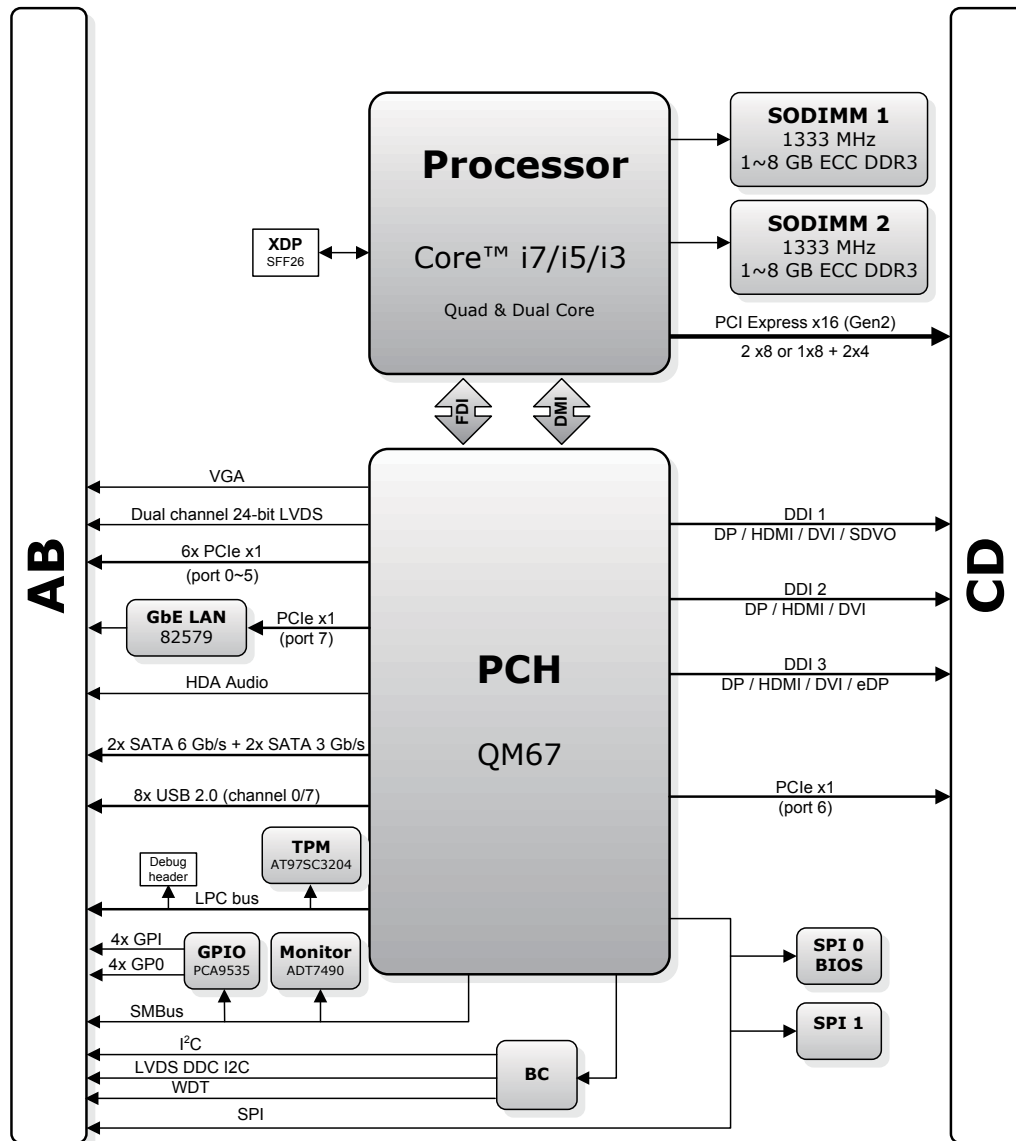 AB
CD
Processor
Core™ i7/i5/i3
Quad & Dual Core
SODIMM 1
1333 MHz
1~8 GB ECC DDR3
SODIMM 2
1333 MHz
1~8 GB ECC DDR3
XDP
SFF26
PCI Express x16 (Gen2)
2 x8 or 1x8 + 2x4
FDI
DMI
PCH
QM67
VGA
Dual channel 24-bit LVDS
6x PCIe x1
(port 0~5)
GbE LAN
82579
PCIe x1
(port 7)
HDA Audio
2x SATA 6 Gb/s + 2x SATA 3 Gb/s
8x USB 2.0 (channel 0/7)
TPM
AT97SC3204
Debug
header
LPC bus
4x GPI
4x GP0
GPIO
PCA9535
Monitor
ADT7490
SMBus
I²C
LVDS DDC I2C
WDT
SPI
BC
DDI 1
DP / HDMI / DVI / SDVO
DDI 2
DP / HDMI / DVI
DDI 3
DP / HDMI / DVI / eDP
PCIe x1
(port 6)
SPI 0
BIOS
SPI 1